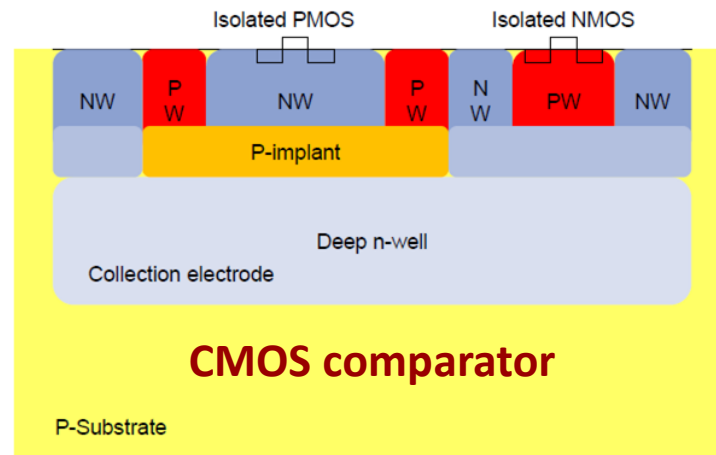 Isolated PMOS
Isolated NMOS
NW
P
W
NW
P
W
N
W
PW
NW
P-implant
Deep n-well
Collection electrode
CMOS comparator
P-Substrate